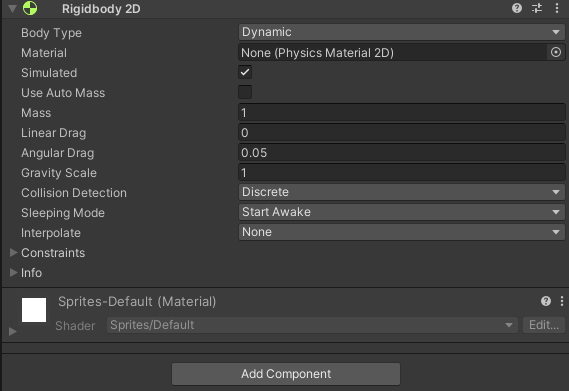 Rigidbody 2D
Body Type Dynamic
Material None (Physics Material 2D)
Simulated
Use Auto Mass
Mass 1
Linear Drag 0
Angular Drag 0.05
Gravity Scale 1
Collision Detection Discrete
Sleeping Mode Start Awake
Interpolate None
Constraints
Info
Sprites-Default (Material)
Shader Sprites/Default Edit...
Add Component